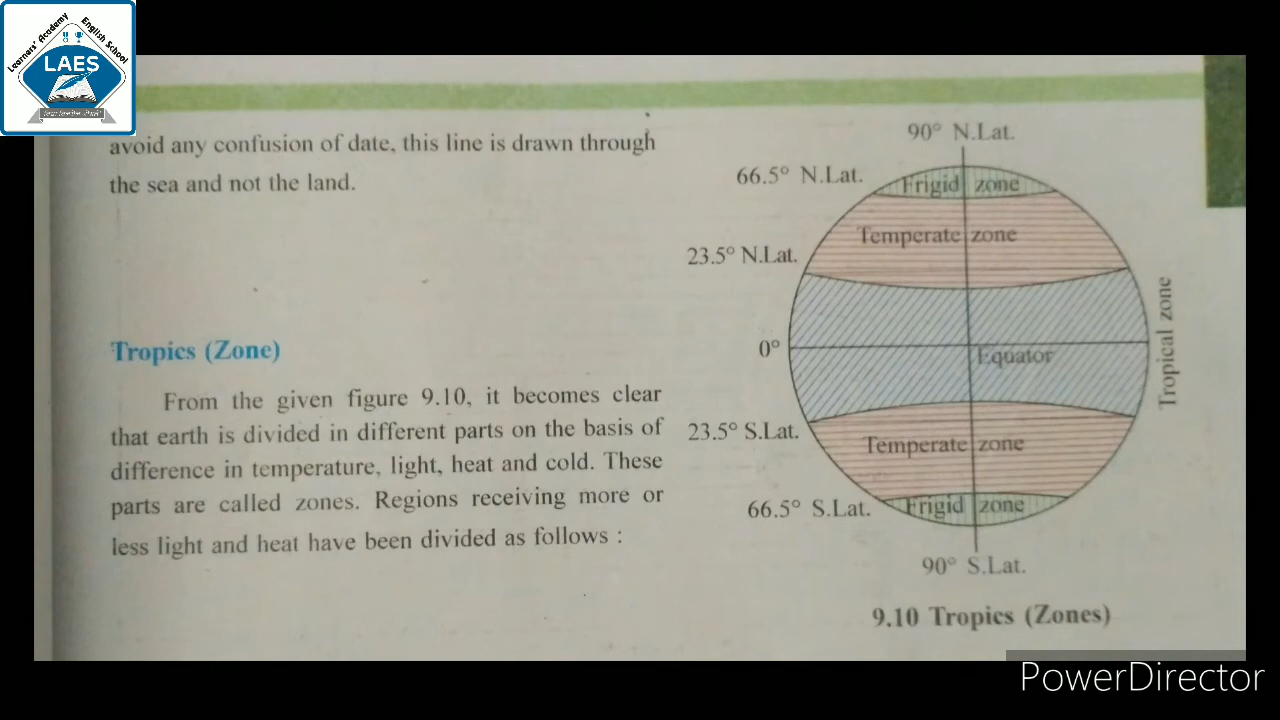 Learners' Academy English School
LAES
avoid any confusion of date, this line is drawn through
the sea and not the land.
Tropics (Zone)
From the given figure 9.10, it becomes clear
that earth is divided in different parts on the basis of
difference in temperature, light, heat and cold. These
parts are called zones. Regions receiving more or
less light and heat have been divided as follows :
90° N.Lat.
66.5° N.Lat.
Frigid zone
Temperate zone
23.5° N.Lat.
0°
Equator
Tropical zone
23.5° S.Lat.
Temperate zone
66.5° S.Lat.
Frigid zone
90° S.Lat.
9.10 Tropics (Zones)
PowerDirector